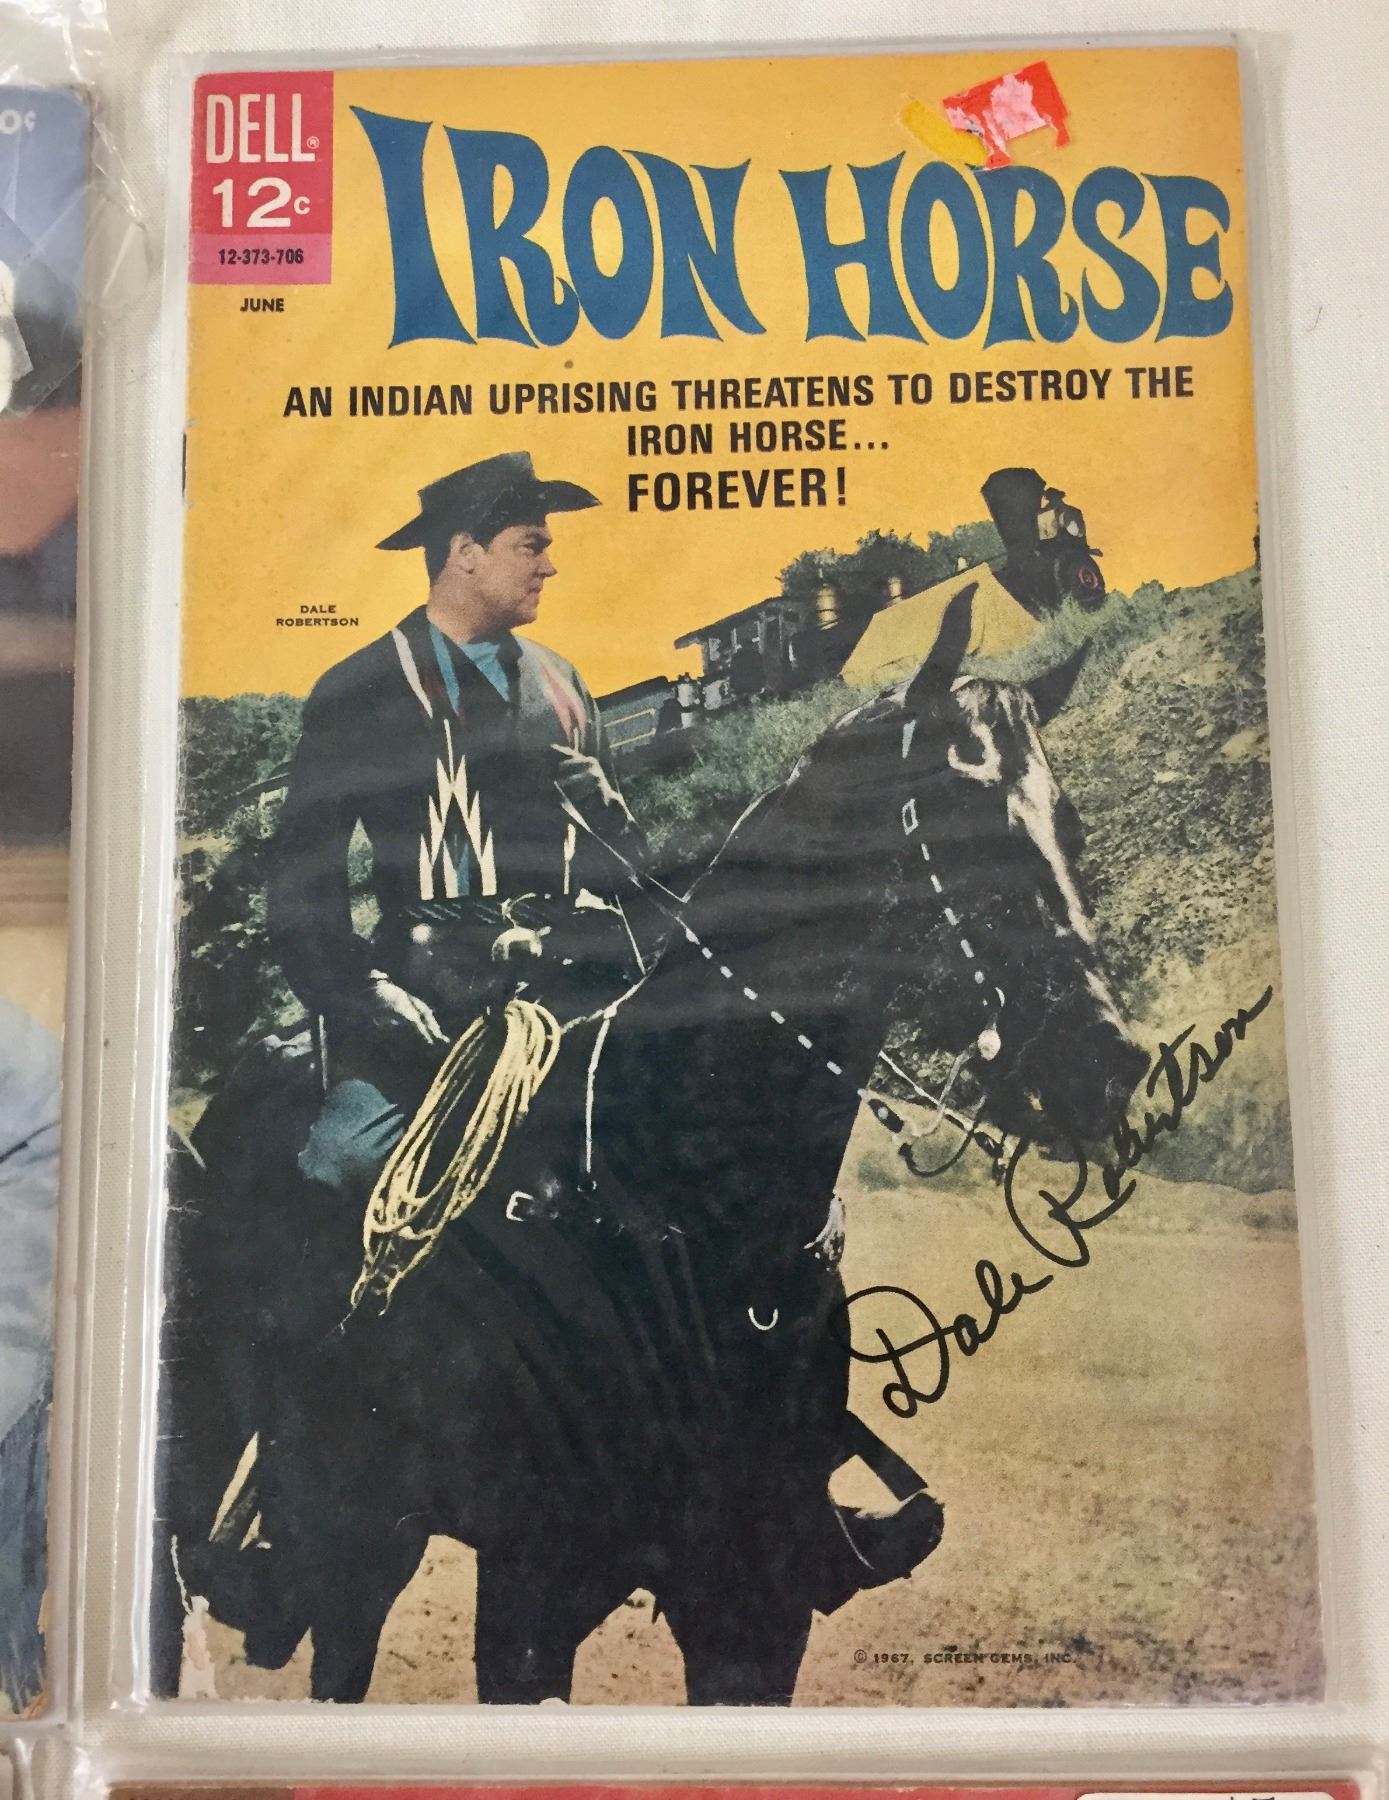 0¢
DELL®
12c
12-373-706
JUNE
IRON HORSE
AN INDIAN UPRISING THREATENS TO DESTROY THE
IRON HORSE...
FOREVER!
DALE
ROBERTSON
Dale Robertson
© 1967, SCREEN GEMS, INC.